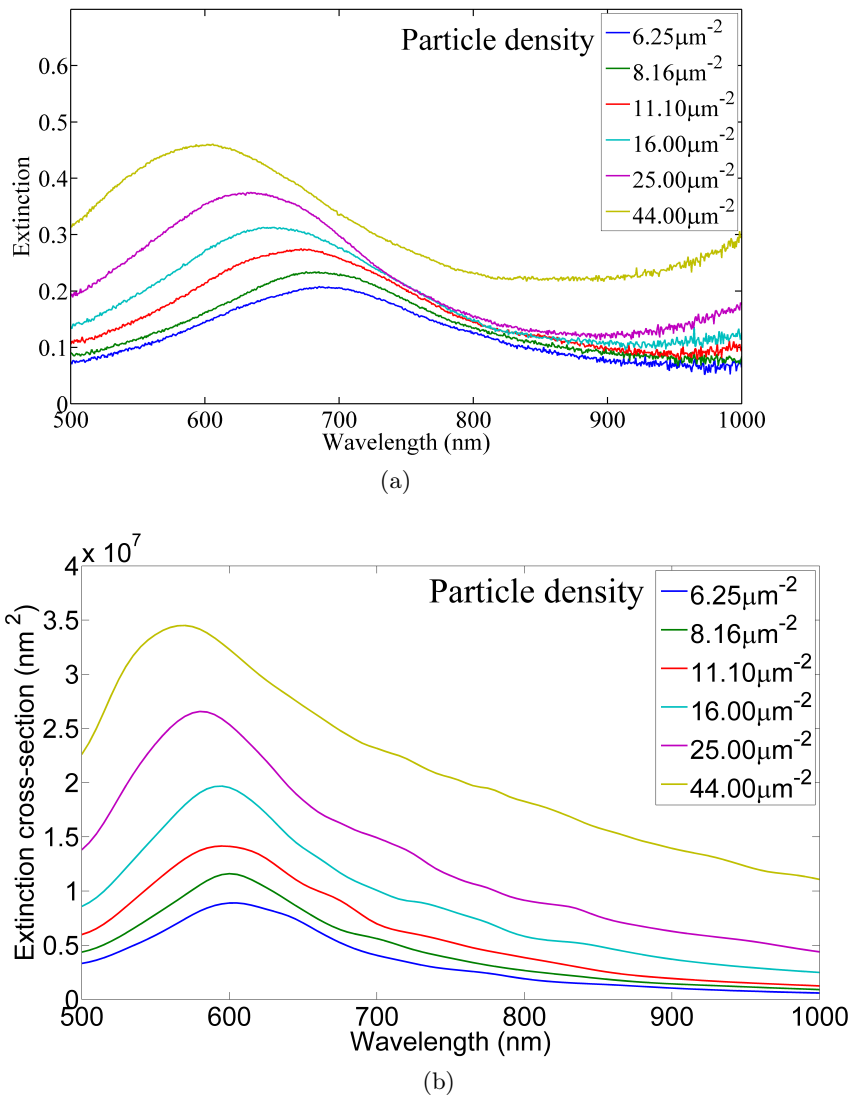 Particle density
6.25μm⁻²
8.16μm⁻²
11.10μm⁻²
16.00μm⁻²
25.00μm⁻²
44.00μm⁻²
Extinction
0.6
0.5
0.4
0.3
0.2
0.1
0
500 600 700 800 900 1000
Wavelength (nm)
(a)
x 10⁷
Particle density
6.25μm⁻²
8.16μm⁻²
11.10μm⁻²
16.00μm⁻²
25.00μm⁻²
44.00μm⁻²
Extinction cross-section (nm²)
4
3.5
3
2.5
2
1.5
1
0.5
0
500 600 700 800 900 1000
Wavelength (nm)
(b)